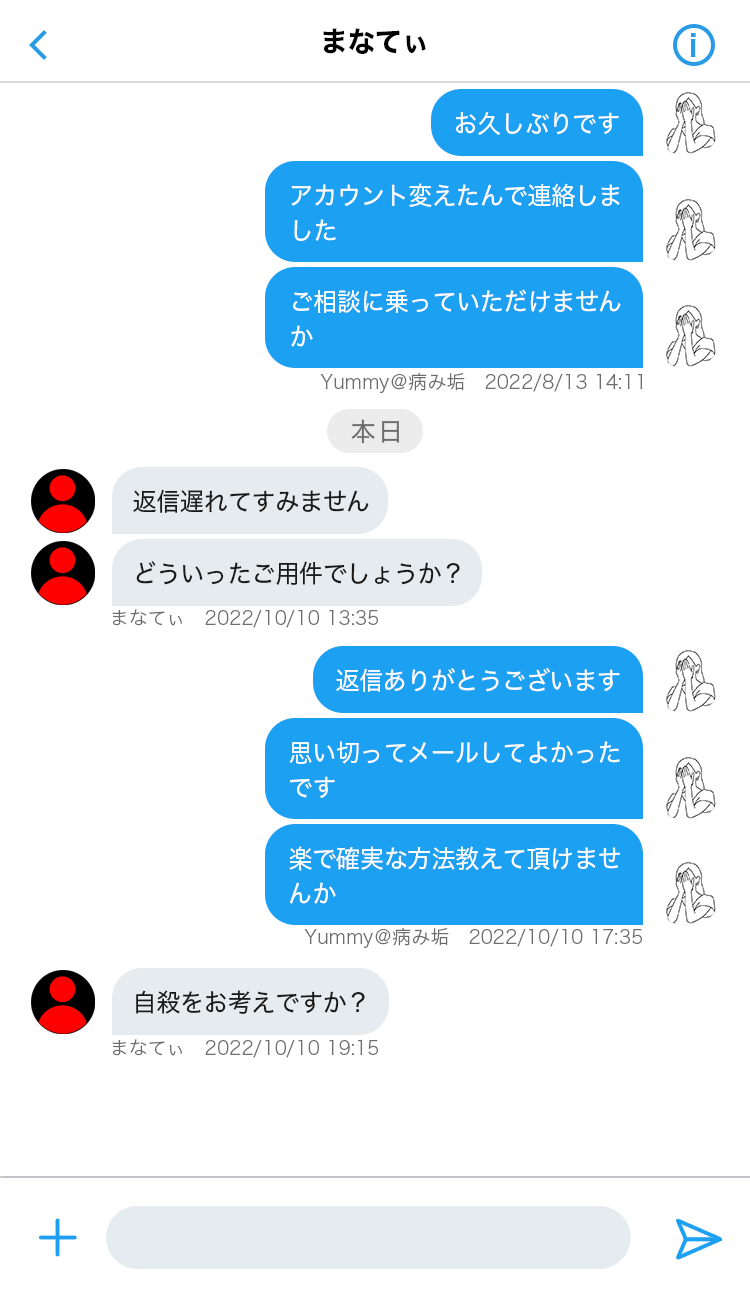 まなてぃ
お久しぶりです
アカウント変えたんで連絡しま
した
ご相談に乗っていただけません
か
Yummy@病み垢 2022/8/13 14:11
本日
返信遅れてすみません
どういったご用件でしょうか？
まなてぃ 2022/10/10 13:35
返信ありがとうございます
思い切ってメールしてよかった
です
楽で確実な方法教えて頂けませ
んか
Yummy@病み垢 2022/10/10 17:35
自殺をお考えですか？
まなてぃ 2022/10/10 19:15